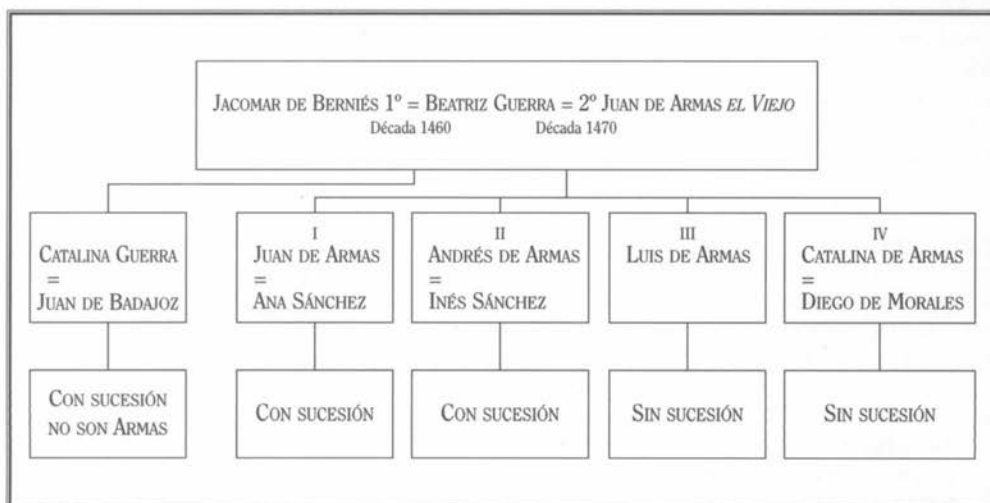 JACOMAR DE BERNIÉS 1º = BEATRIZ GUERRA = 2º JUAN DE ARMAS EL VIEJO
Década 1460 Década 1470
CATALINA GUERRA
=
JUAN DE BADAJOZ
I
JUAN DE ARMAS
=
ANA SÁNCHEZ
II
ANDRÉS DE ARMAS
=
INÉS SÁNCHEZ
III
LUIS DE ARMAS
IV
CATALINA DE ARMAS
=
DIEGO DE MORALES
CON SUCESIÓN
NO SON ARMAS
CON SUCESIÓN
CON SUCESIÓN
SIN SUCESIÓN
SIN SUCESIÓN